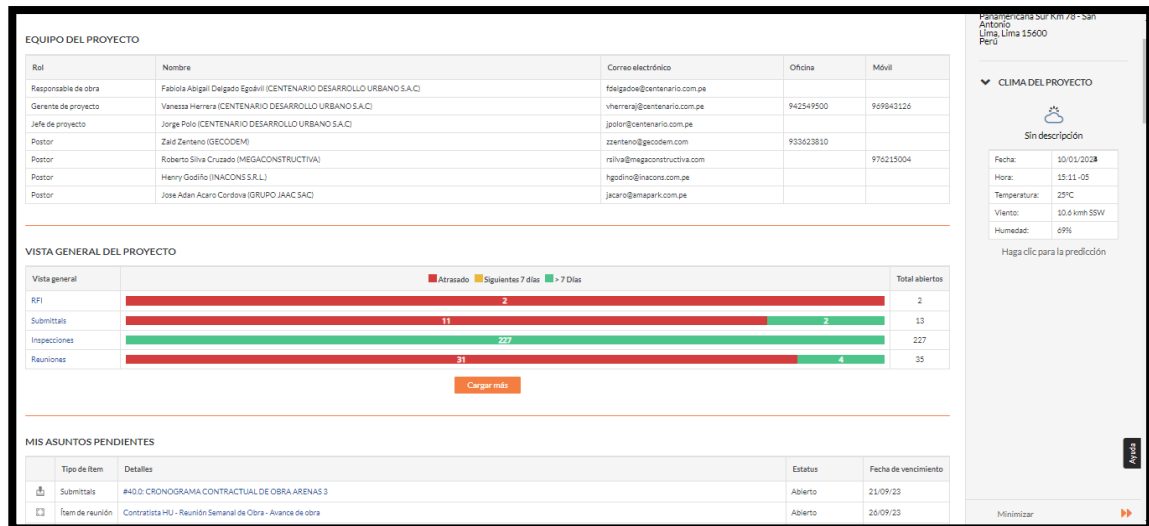 Panamericana Sur Km 78 - San
Antonio
Lima, Lima 15600
Perú
EQUIPO DEL PROYECTO
Rol Nombre Correo electrónico Oficina Móvil
Responsable de obra Fabiola Abigail Delgado Egoávil (CENTENARIO DESARROLLO URBANO S.A.C) fdelgadoe@centenario.com.pe
Gerente de proyecto Vanessa Herrera (CENTENARIO DESARROLLO URBANO S.A.C) vherreraj@centenario.com.pe 942549500 969843126
Jefe de proyecto Jorge Polo (CENTENARIO DESARROLLO URBANO S.A.C) jpolor@centenario.com.pe
Postor Zaid Zenteno (GECODEM) zzenteno@gecodem.com 933623810
Postor Roberto Silva Cruzado (MEGACONSTRUCTIVA) rsilva@megaconstructiva.com 976215004
Postor Henry Godiño (INACONS S.R.L.) hgodino@inacons.com.pe
Postor Jose Adan Acaro Cordova (GRUPO JAAC SAC) jacaro@amapark.com.pe
CLIMA DEL PROYECTO
Sin descripción
Fecha: 10/01/2024
Hora: 15:11 -05
Temperatura: 25°C
Viento: 10.6 kmh SSW
Humedad: 69%
Haga clic para la predicción
VISTA GENERAL DEL PROYECTO
Vista general Atrasado Siguientes 7 días > 7 Días Total abiertos
RFI 2 2
Submittals 11 2 13
Inspecciones 227 227
Reuniones 31 4 35
Cargar más
MIS ASUNTOS PENDIENTES
Tipo de ítem Detalles Estatus Fecha de vencimiento
Submittals #40.0: CRONOGRAMA CONTRACTUAL DE OBRA ARENAS 3 Abierto 21/09/23
Ítem de reunión Contratista HU - Reunión Semanal de Obra - Avance de obra Abierto 26/09/23
Ayuda
Minimizar